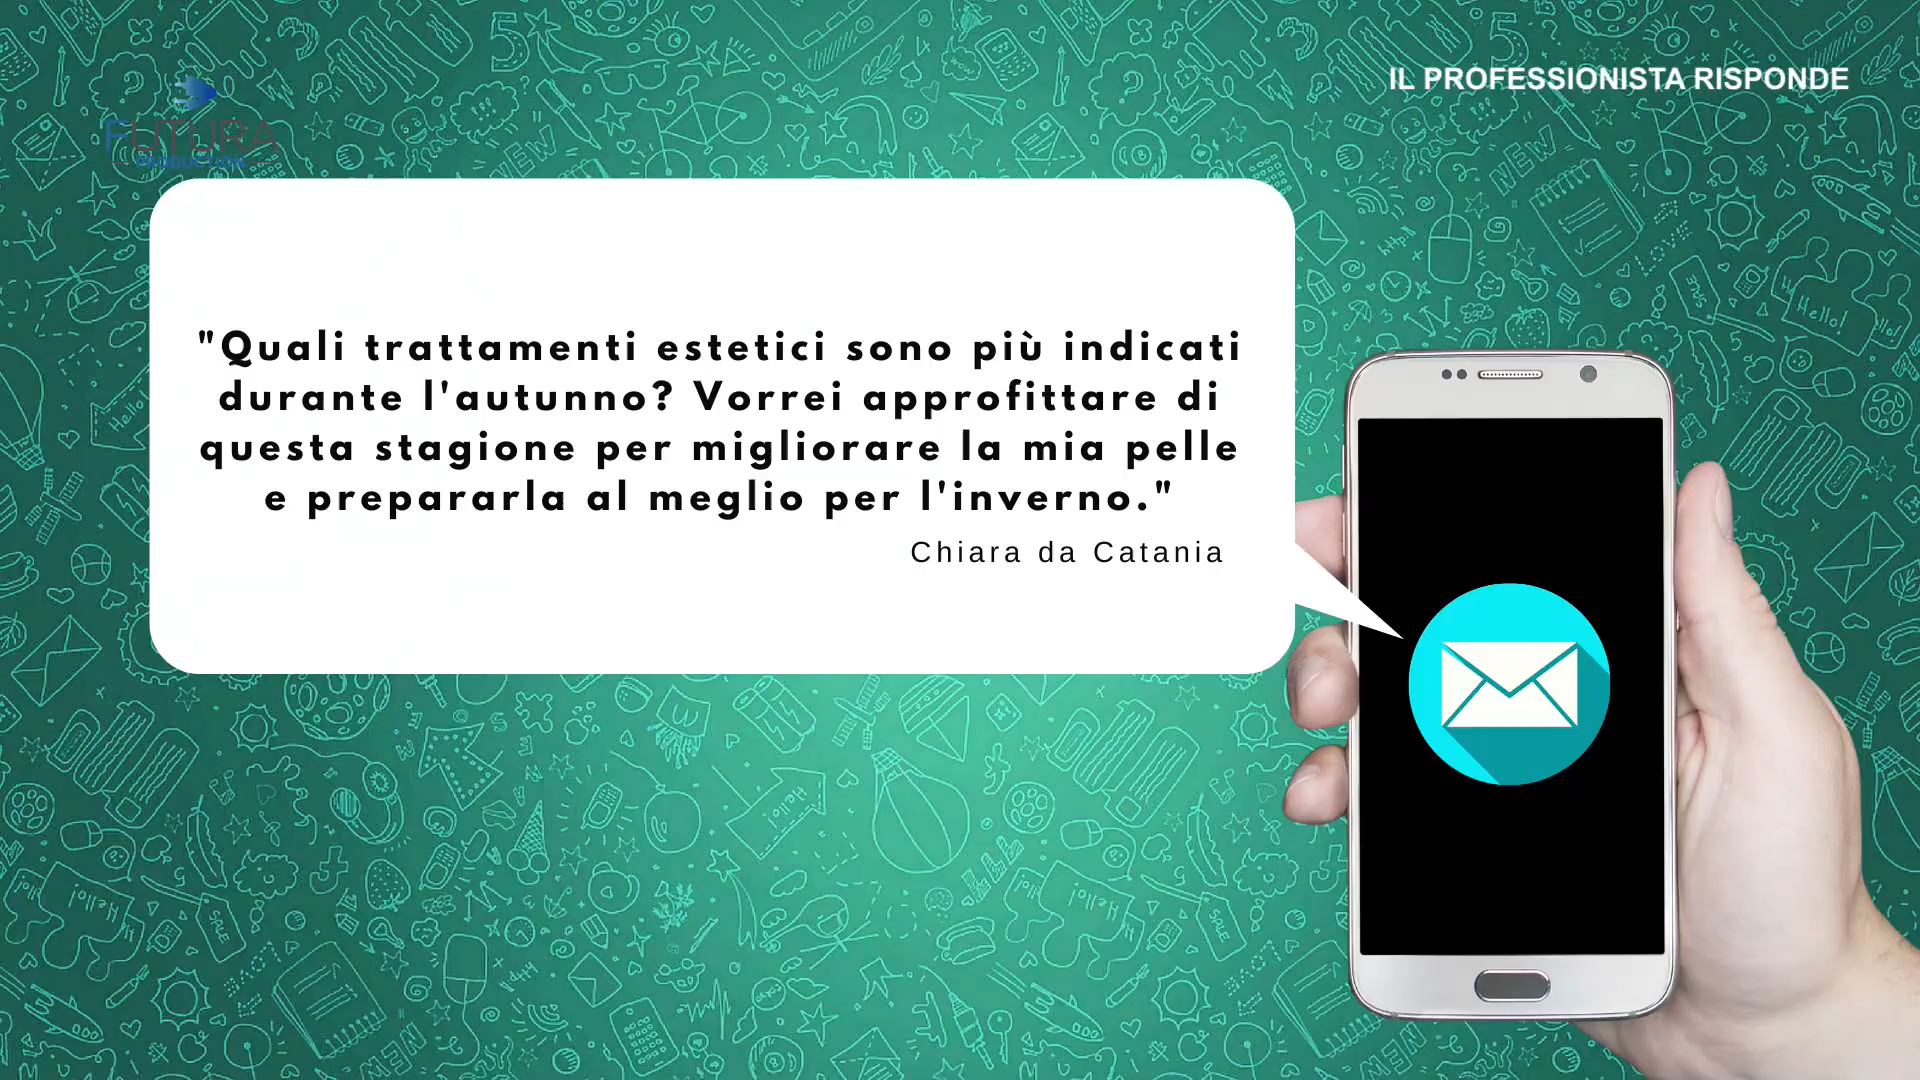 IL PROFESSIONISTA RISPONDE
FUTURA
PRODUCTION
"Quali trattamenti estetici sono più indicati
durante l'autunno? Vorrei approfittare di
questa stagione per migliorare la mia pelle
e prepararla al meglio per l'inverno."
Chiara da Catania